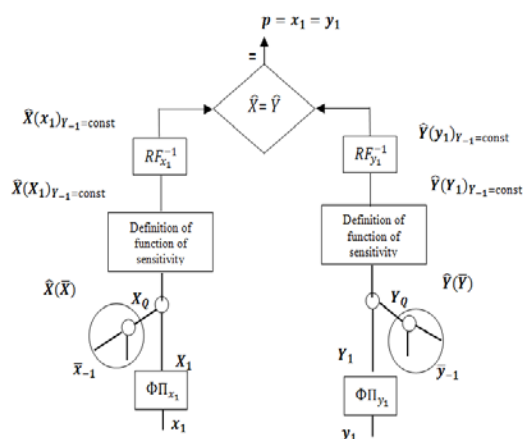 p = x₁ = y₁
=
X̂ = Ŷ
X̂(x₁)Y₋₁=const
Ŷ(y₁)Y₋₁=const
RF⁻¹x₁
RF⁻¹y₁
X̂(X₁)Y₋₁=const
Ŷ(Y₁)Y₋₁=const
Definition of
function of
sensitivity
Definition of
function of
sensitivity
X̂(X̅)
Ŷ(Y̅)
X_Q
Y_Q
x̅₋₁
X₁
Y₁
y̅₋₁
ΦΠx₁
ΦΠy₁
x₁
y₁